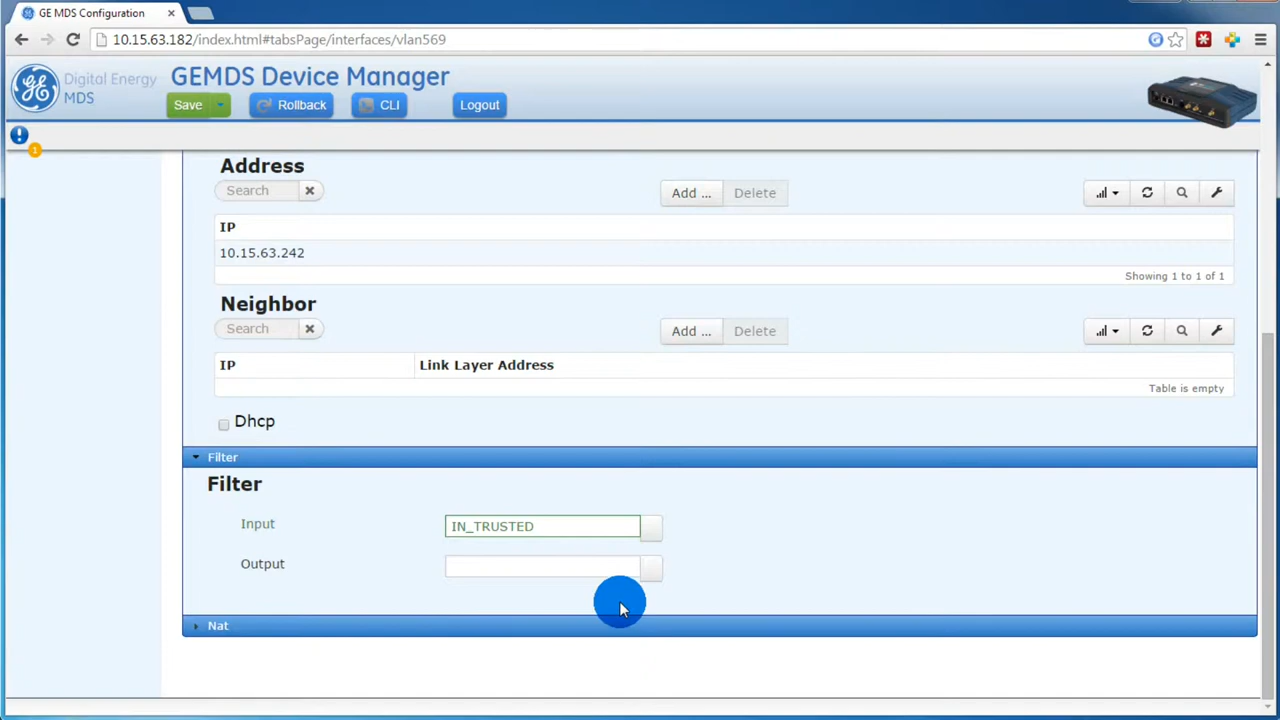 GE MDS Configuration
10.15.63.182/index.html#tabsPage/interfaces/vlan569
Digital Energy
MDS
GEMDS Device Manager
Save
Rollback
CLI
Logout
1
Address
Search
Add ...
Delete
IP
10.15.63.242
Showing 1 to 1 of 1
Neighbor
Search
Add ...
Delete
IP
Link Layer Address
Table is empty
Dhcp
Filter
Filter
Input
IN_TRUSTED
Output
Nat